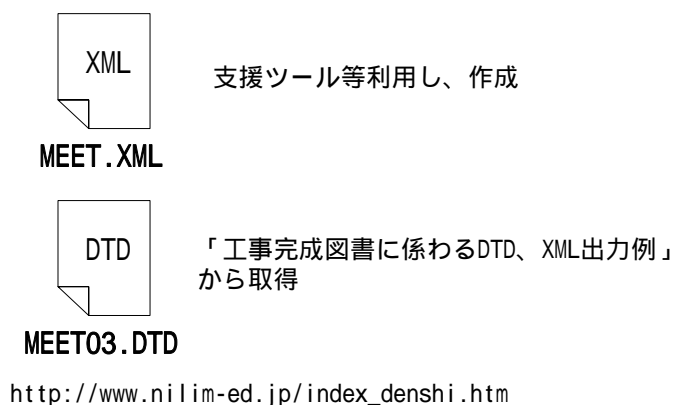 XML
支援ツール等利用し、作成
MEET.XML
DTD
「工事完成図書に係わるDTD、XML出力例」
から取得
MEET03.DTD
http://www.nilim-ed.jp/index_denshi.htm